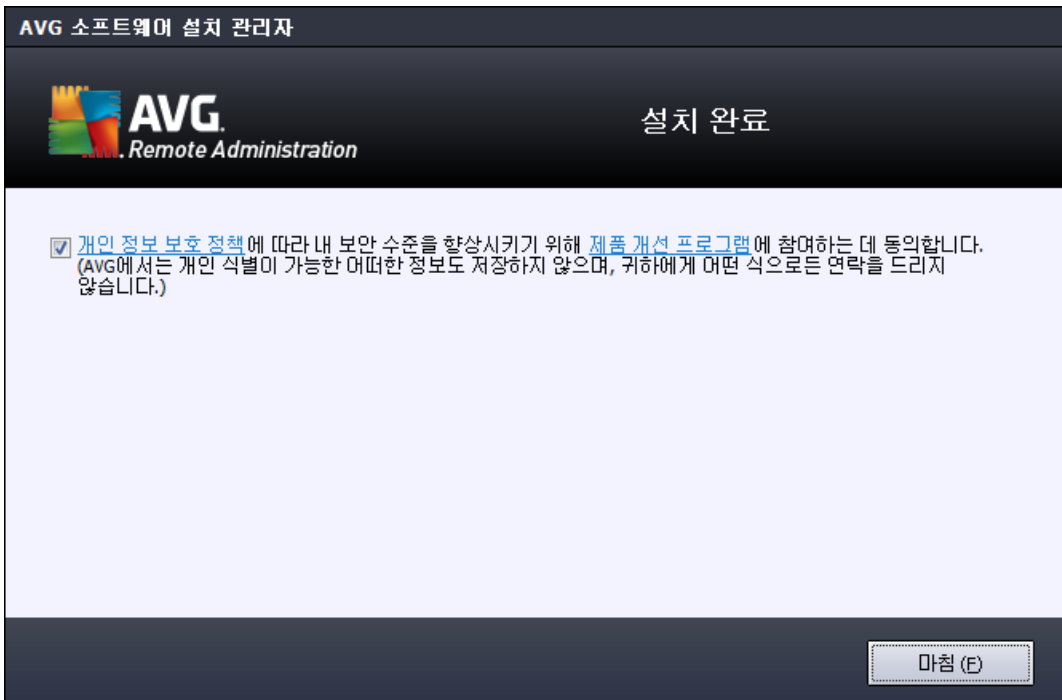 AVG 소프트웨어 설치 관리자
AVG.
Remote Administration
설치 완료
개인 정보 보호 정책에 따라 내 보안 수준을 향상시키기 위해 제품 개선 프로그램에 참여하는 데 동의합니다.
(AVG에서는 개인 식별이 가능한 어떠한 정보도 저장하지 않으며, 귀하에게 어떤 식으로든 연락을 드리지
않습니다.)
마침 (F)